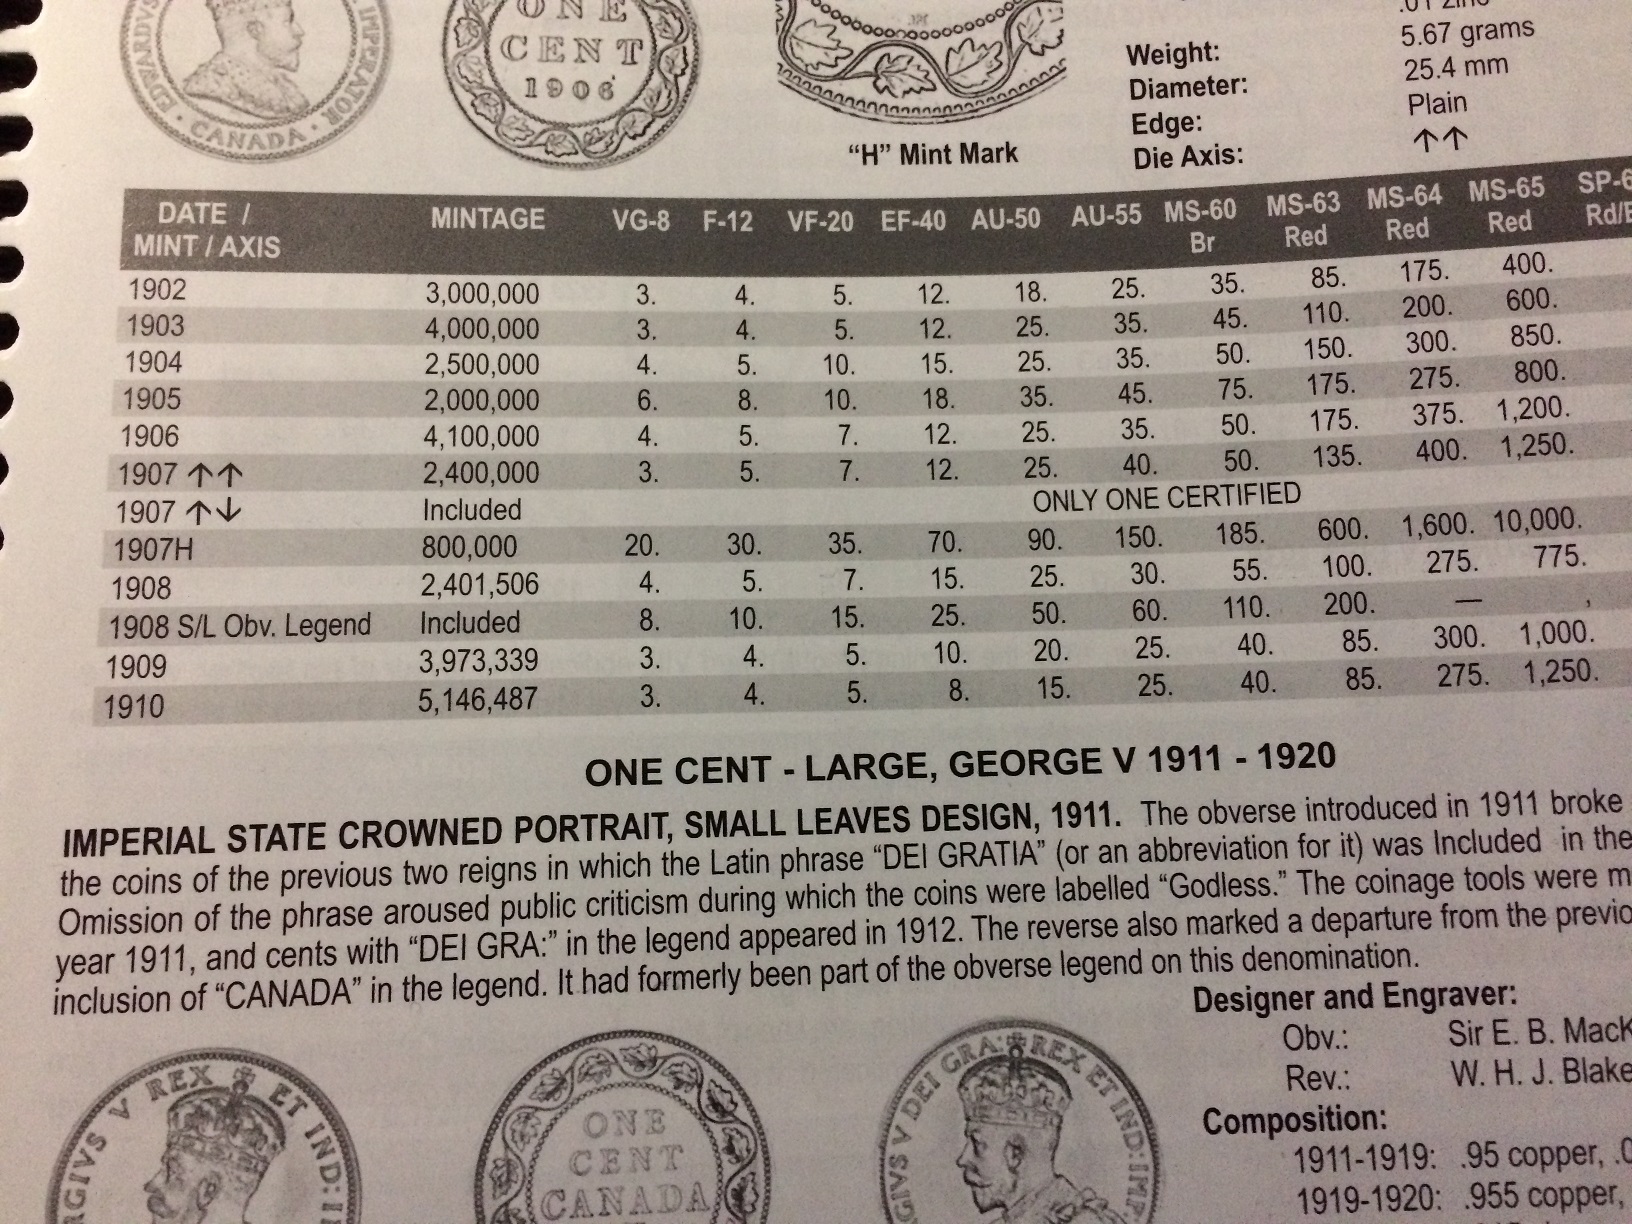 EDWARDVS IMPERATOR
· CANADA ·
ONE
CENT
1906
"H" Mint Mark
Weight: 5.67 grams
Diameter: 25.4 mm
Edge: Plain
Die Axis: ↑↑
DATE / MINT / AXIS MINTAGE VG-8 F-12 VF-20 EF-40 AU-50 AU-55 MS-60 Br MS-63 Red MS-64 Red MS-65 Red
1902 3,000,000 3. 4. 5. 12. 18. 25. 35. 85. 175. 400.
1903 4,000,000 3. 4. 5. 12. 25. 35. 45. 110. 200. 600.
1904 2,500,000 4. 5. 10. 15. 25. 35. 50. 150. 300. 850.
1905 2,000,000 6. 8. 10. 18. 35. 45. 75. 175. 275. 800.
1906 4,100,000 4. 5. 7. 12. 25. 35. 50. 175. 375. 1,200.
1907 ↑↑ 2,400,000 3. 5. 7. 12. 25. 40. 50. 135. 400. 1,250.
1907 ↑↓ Included ONLY ONE CERTIFIED
1907H 800,000 20. 30. 35. 70. 90. 150. 185. 600. 1,600. 10,000.
1908 2,401,506 4. 5. 7. 15. 25. 30. 55. 100. 275. 775.
1908 S/L Obv. Legend Included 8. 10. 15. 25. 50. 60. 110. 200. —
1909 3,973,339 3. 4. 5. 10. 20. 25. 40. 85. 300. 1,000.
1910 5,146,487 3. 4. 5. 8. 15. 25. 40. 85. 275. 1,250.
ONE CENT - LARGE, GEORGE V 1911 - 1920
IMPERIAL STATE CROWNED PORTRAIT, SMALL LEAVES DESIGN, 1911. The obverse introduced in 1911 broke
the coins of the previous two reigns in which the Latin phrase "DEI GRATIA" (or an abbreviation for it) was Included in the
Omission of the phrase aroused public criticism during which the coins were labelled "Godless." The coinage tools were
year 1911, and cents with "DEI GRA:" in the legend appeared in 1912. The reverse also marked a departure from the
inclusion of "CANADA" in the legend. It had formerly been part of the obverse legend on this denomination.
Designer and Engraver:
Obv.: Sir E. B.
Rev.: W. H. J.
Composition:
1911-1919: .95 copper,
1919-1920: .955 copper,
V REX ET IND:
ONE
CENT
CANADA
V DEI GRA: REX ET IND: IMP